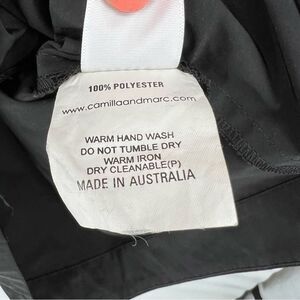 100% POLYESTER
www.camillaandmarc.com
WARM HAND WASH
DO NOT TUMBLE DRY
WARM IRON
DRY CLEANABLE(P)
MADE IN AUSTRALIA